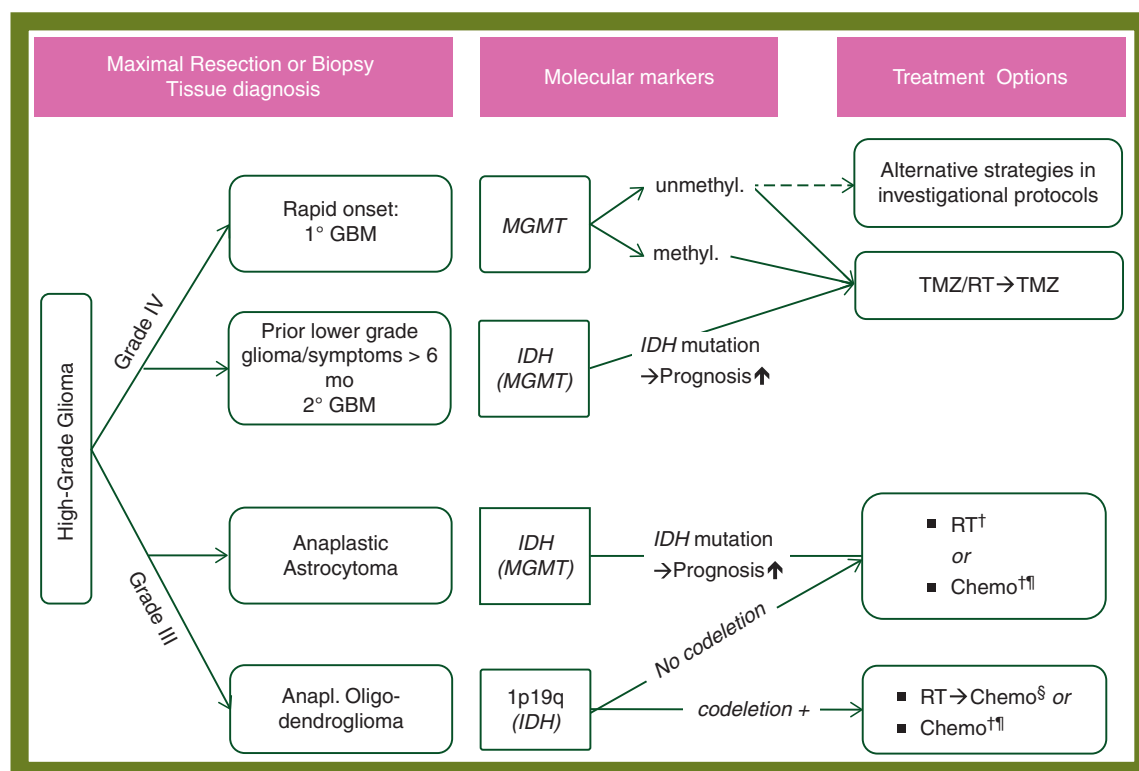 Maximal Resection or Biopsy
Tissue diagnosis
Molecular markers
Treatment Options
High-Grade Glioma
Grade IV
Grade III
Rapid onset:
1° GBM
MGMT
unmethyl.
methyl.
Alternative strategies in
investigational protocols
TMZ/RT→TMZ
Prior lower grade
glioma/symptoms > 6
mo
2° GBM
IDH
(MGMT)
IDH mutation
→Prognosis↑
Anaplastic
Astrocytoma
IDH
(MGMT)
IDH mutation
→Prognosis↑
■ RT†
or
■ Chemo†¶
Anapl. Oligo-
dendroglioma
1p19q
(IDH)
No codeletion
codeletion +
■ RT→Chemo§ or
■ Chemo†¶